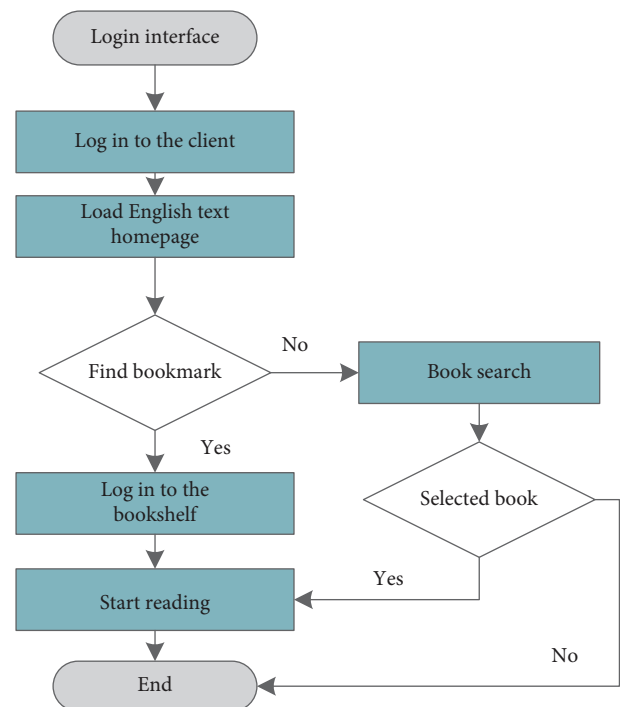 Login interface
Log in to the client
Load English text
homepage
Find bookmark
No
Book search
Yes
Log in to the
bookshelf
Selected book
Yes
Start reading
No
End